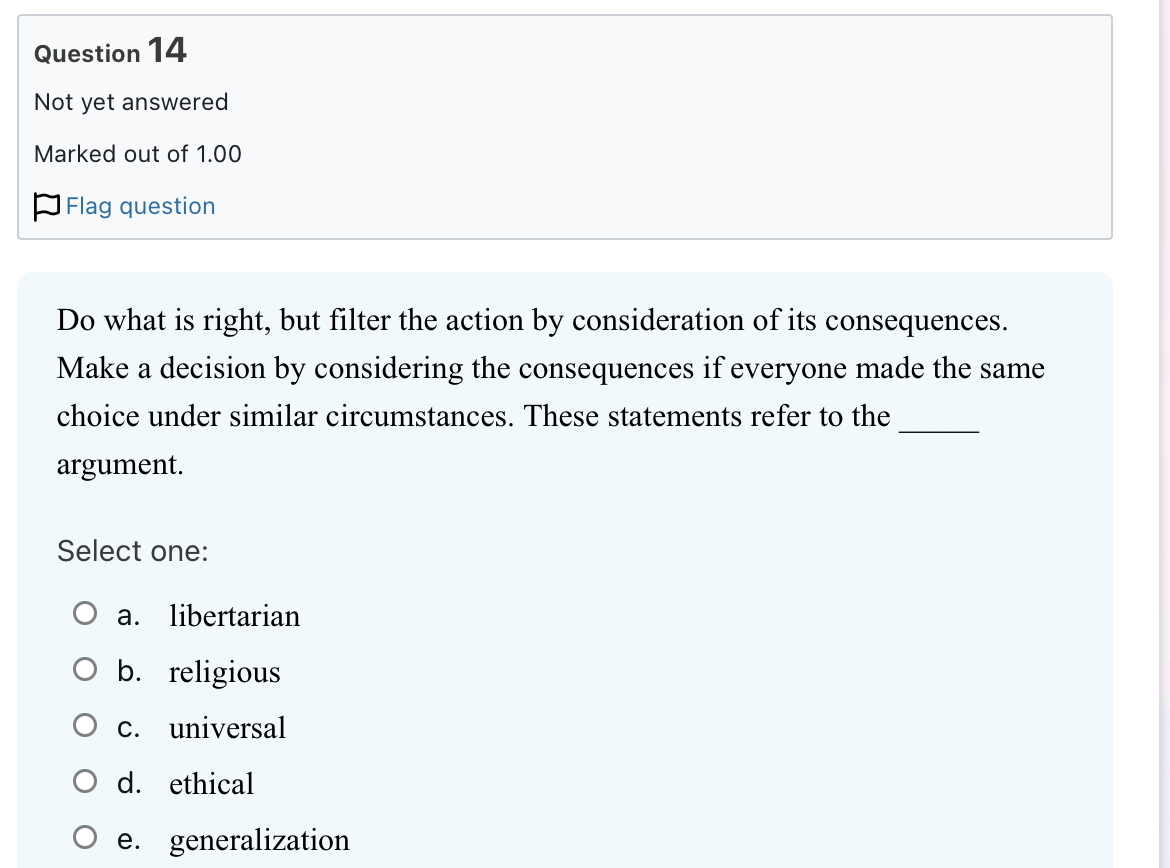 Question 14
Not yet answered
Marked out of 1.00
Flag question
Do what is right, but filter the action by consideration of its consequences.
Make a decision by considering the consequences if everyone made the same
choice under similar circumstances. These statements refer to the _____
argument.
Select one:
a. libertarian
b. religious
c. universal
d. ethical
e. generalization